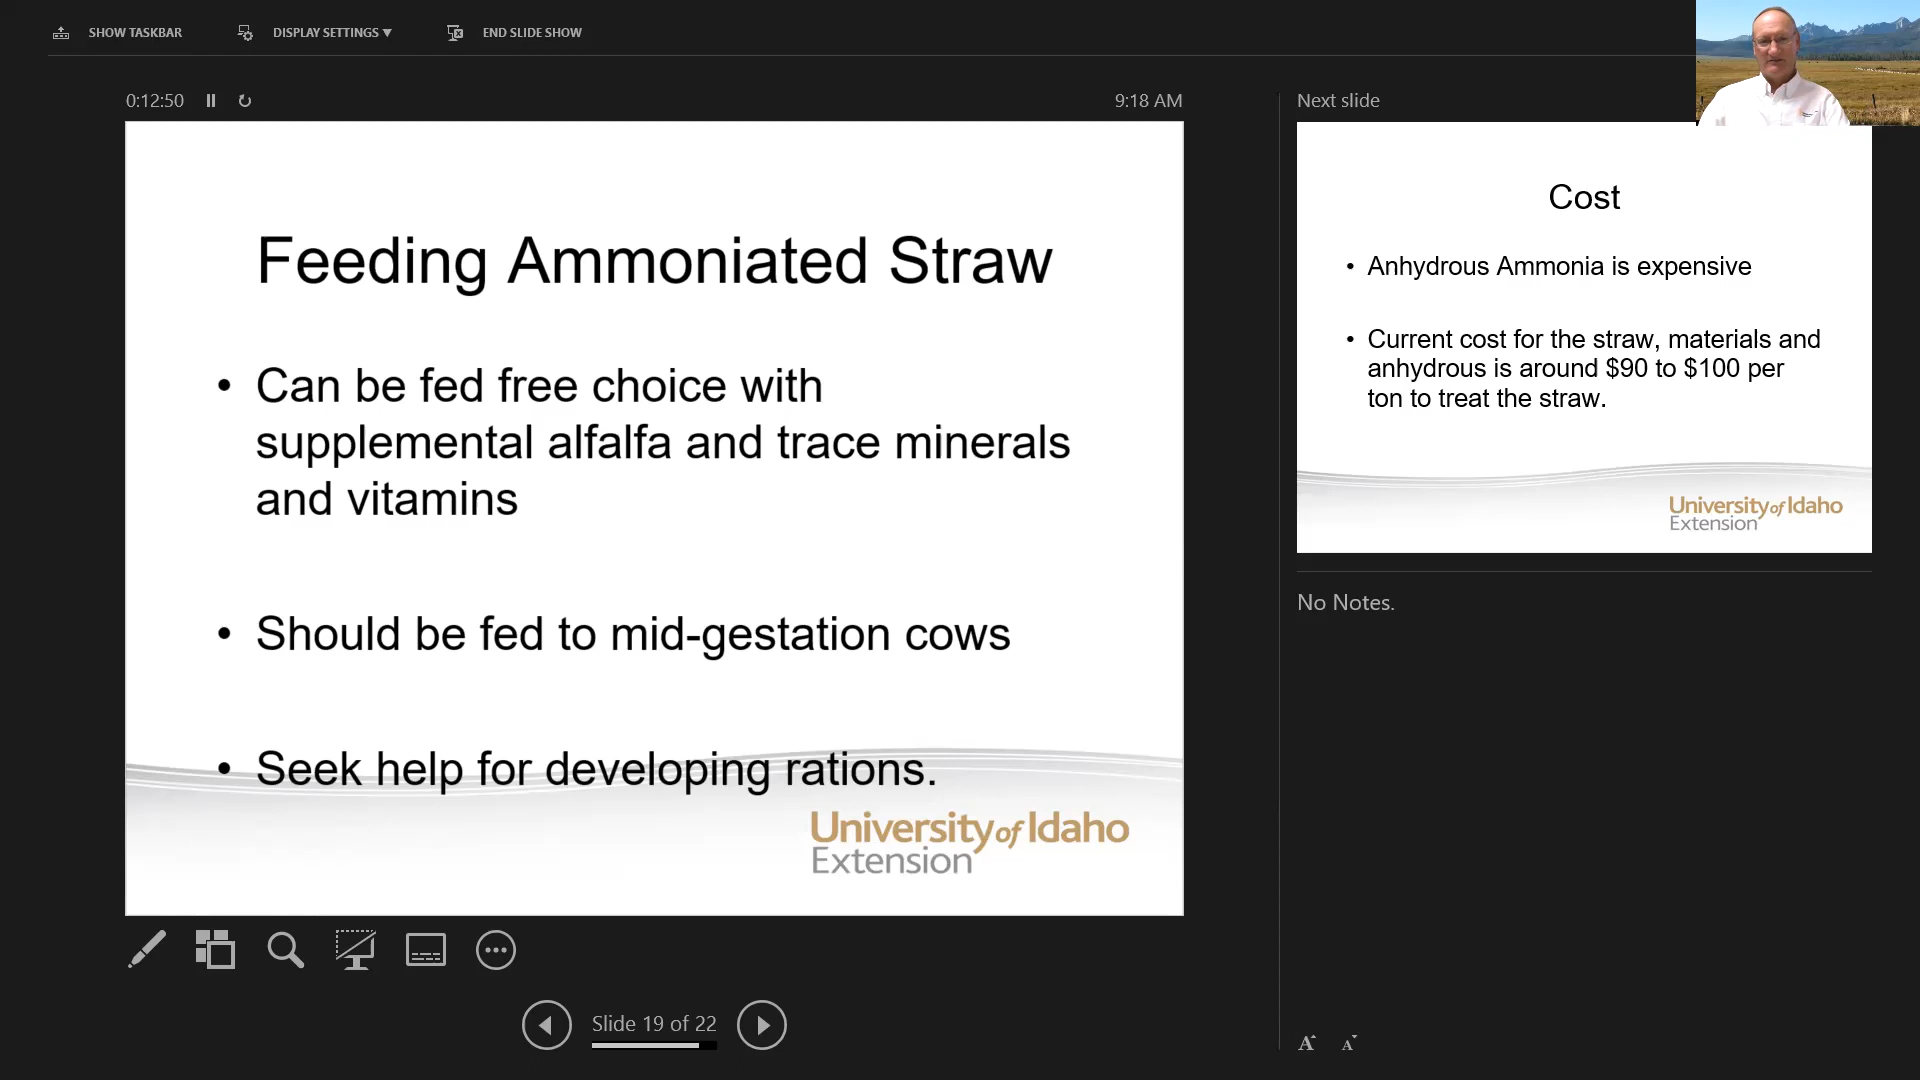 SHOW TASKBAR
DISPLAY SETTINGS ▼
END SLIDE SHOW
0:12:50
9:18 AM
Feeding Ammoniated Straw
• Can be fed free choice with
supplemental alfalfa and trace minerals
and vitamins
• Should be fed to mid-gestation cows
• Seek help for developing rations.
University of Idaho
Extension
Slide 19 of 22
Next slide
Cost
• Anhydrous Ammonia is expensive
• Current cost for the straw, materials and
anhydrous is around $90 to $100 per
ton to treat the straw.
University of Idaho
Extension
No Notes.
A A